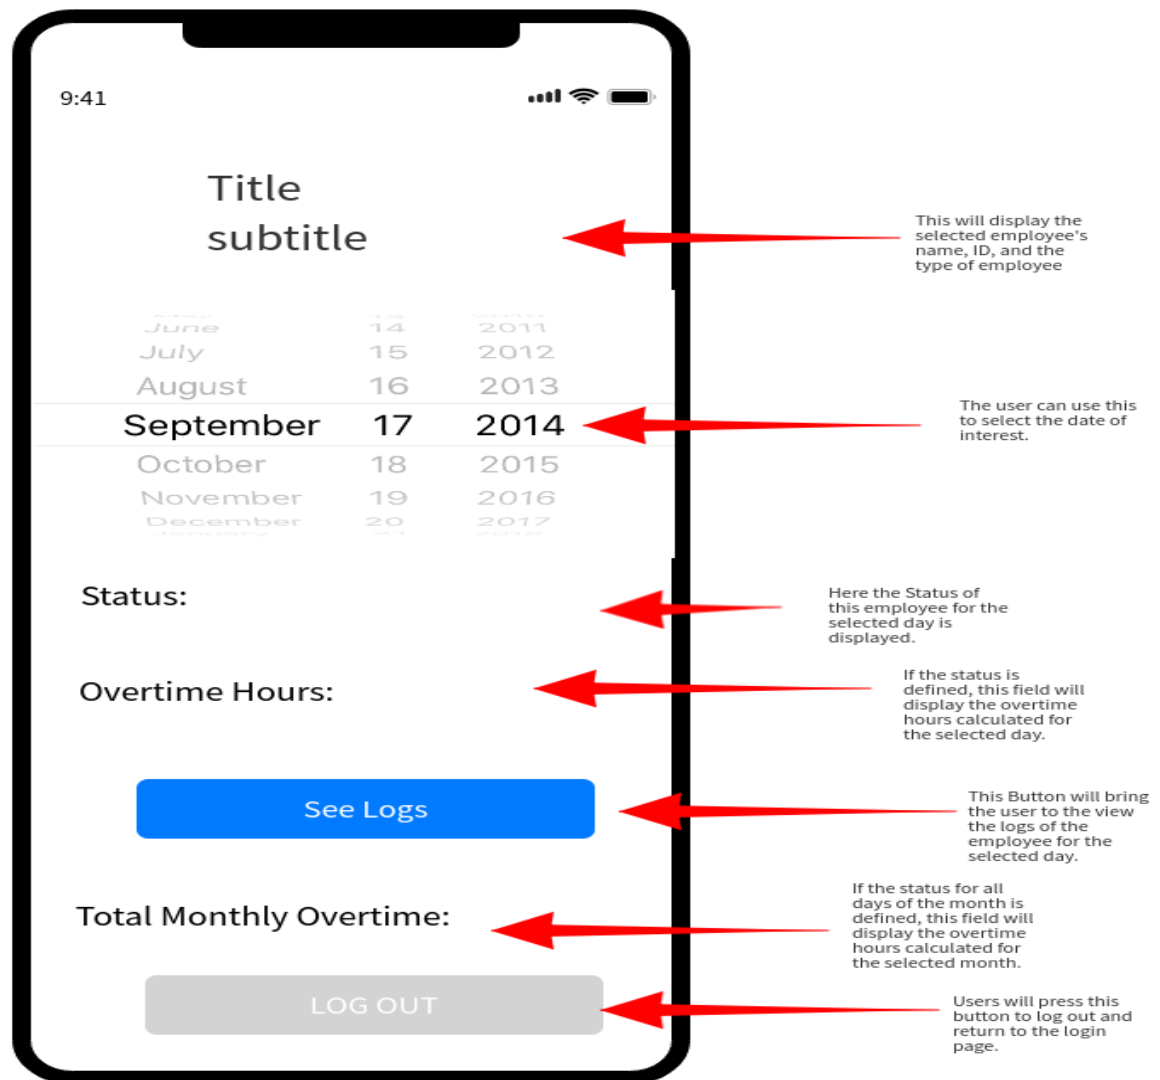 9:41
Title
subtitle
This will display the
selected employee's
name, ID, and the
type of employee
June 14 2011
July 15 2012
August 16 2013
September 17 2014
October 18 2015
November 19 2016
December 20 2017
The user can use this
to select the date of
interest.
Status:
Here the Status of
this employee for the
selected day is
displayed.
Overtime Hours:
If the status is
defined, this field will
display the overtime
hours calculated for
the selected day.
See Logs
This Button will bring
the user to the view
the logs of the
employee for the
selected day.
Total Monthly Overtime:
If the status for all
days of the month is
defined, this field will
display the overtime
hours calculated for
the selected month.
LOG OUT
Users will press this
button to log out and
return to the login
page.